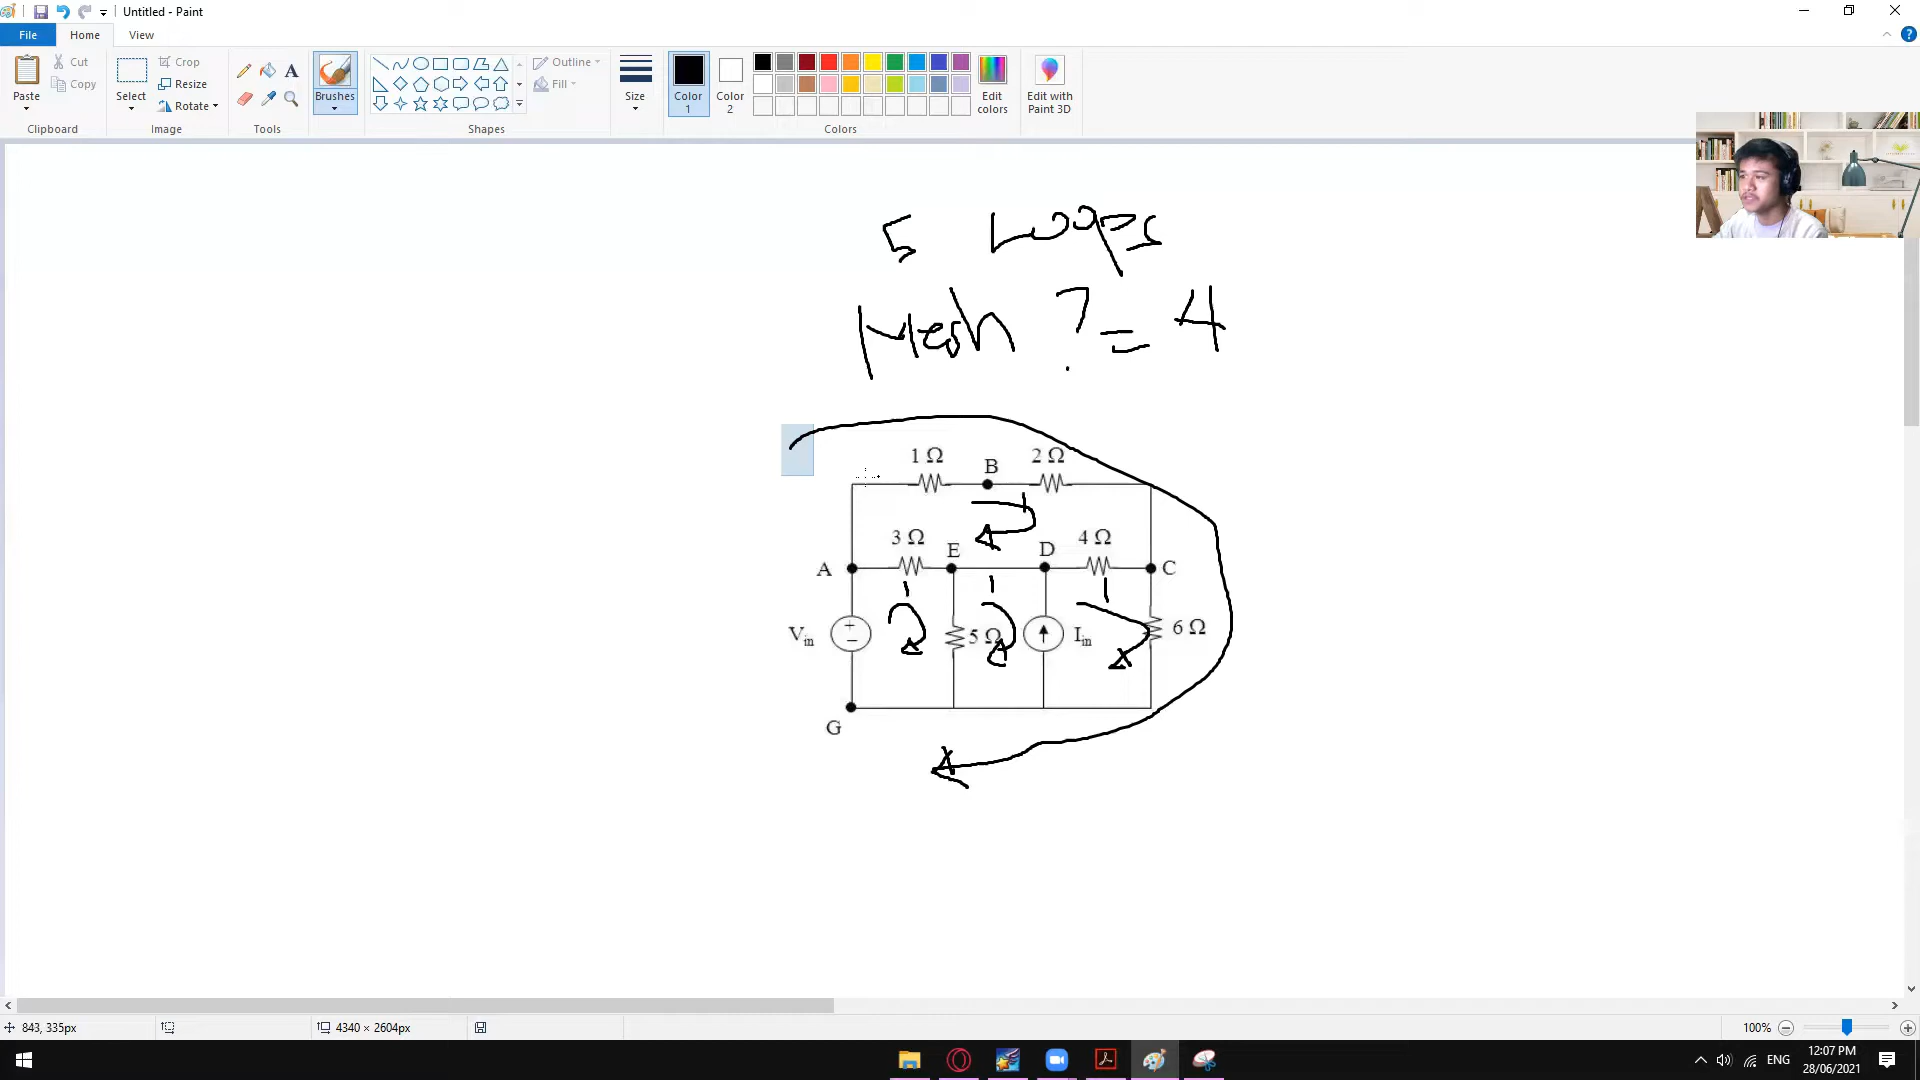 Untitled - Paint
File
Home
View
Paste
Cut
Copy
Clipboard
Select
Crop
Resize
Rotate
Image
Tools
Brushes
Outline
Fill
Shapes
Size
Color 1
Color 2
Edit colors
Edit with Paint 3D
Colors
5 Loops
Mesh ? = 4
1 Ω
B
2 Ω
3 Ω
E
D
4 Ω
A
C
Vin
+
−
5 Ω
Iin
6 Ω
G
843, 335px
4340 × 2604px
100%
ENG
12:07 PM
28/06/2021